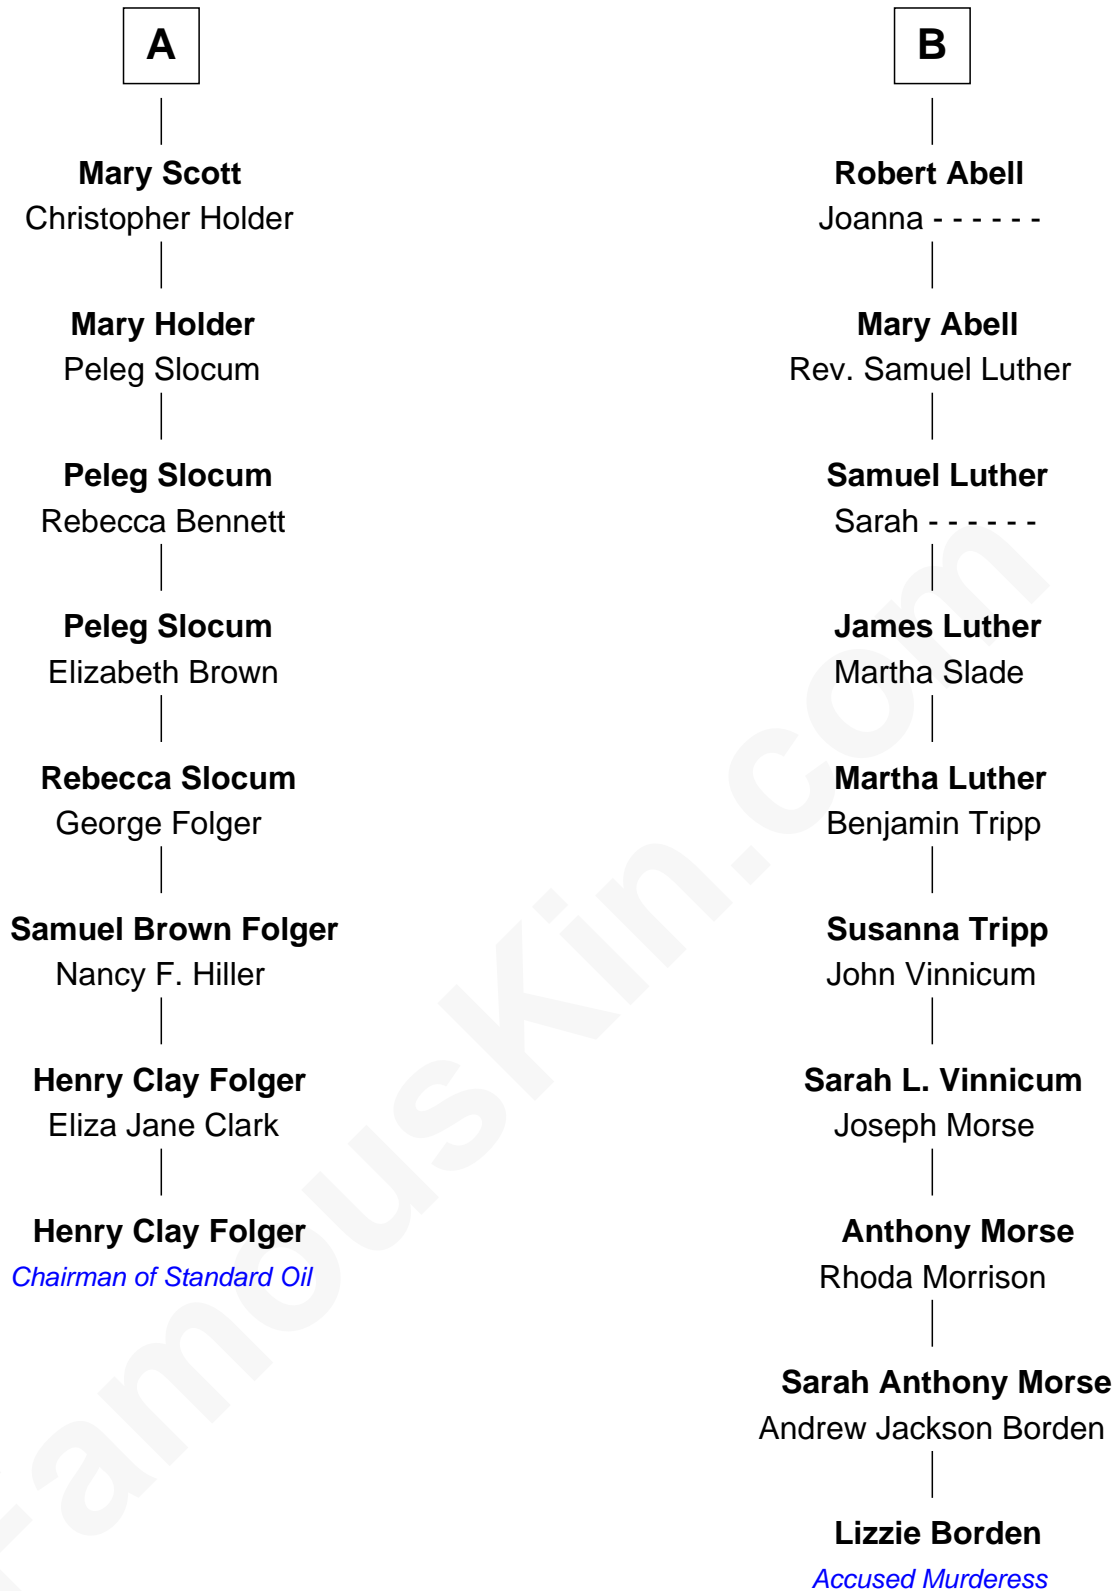 A
Mary Scott
Christopher Holder
Mary Holder
Peleg Slocum
Peleg Slocum
Rebecca Bennett
Peleg Slocum
Elizabeth Brown
Rebecca Slocum
George Folger
Samuel Brown Folger
Nancy F. Hiller
Henry Clay Folger
Eliza Jane Clark
Henry Clay Folger
Chairman of Standard Oil
B
Robert Abell
Joanna - - - - - -
Mary Abell
Rev. Samuel Luther
Samuel Luther
Sarah - - - - - -
James Luther
Martha Slade
Martha Luther
Benjamin Tripp
Susanna Tripp
John Vinnicum
Sarah L. Vinnicum
Joseph Morse
Anthony Morse
Rhoda Morrison
Sarah Anthony Morse
Andrew Jackson Borden
Lizzie Borden
Accused Murderess
FamousKin.com